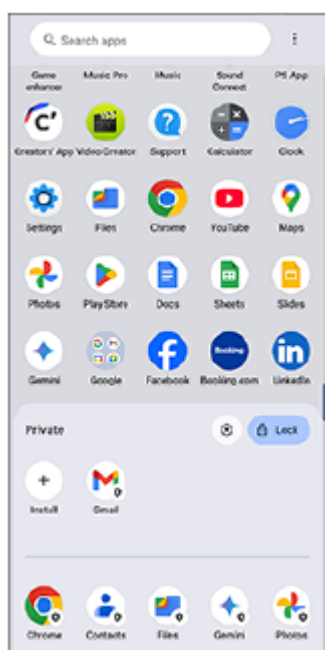 Search apps
Game Music Pro Music Sound PS App
enhancer Connect
Creators' App Video Creator Support Calculator Clock
Settings Files Chrome YouTube Maps
Photos Play Store Docs Sheets Slides
Booking
Gemini Google Facebook Booking.com LinkedIn
Private Lock
Install Gmail
Chrome Contacts Files Gemini Photos